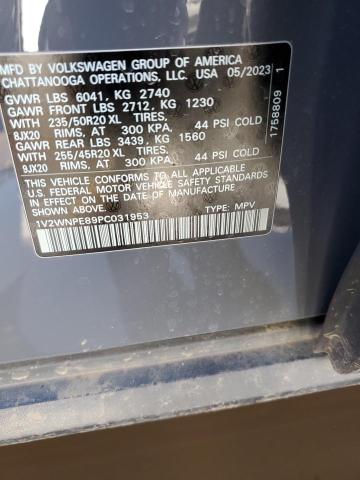 MFD BY VOLKSWAGEN GROUP OF AMERICA
CHATTANOOGA OPERATIONS, LLC. USA 05/2023
GVWR LBS 6041, KG 2740
GAWR FRONT LBS 2712, KG 1230
WITH 235/50R20 XL TIRES,
8JX20 RIMS, AT 300 KPA, 44 PSI COLD
GAWR REAR LBS 3439, KG 1560
WITH 255/45R20 XL TIRES,
9JX20 RIMS, AT 300 KPA, 44 PSI COLD
THIS VEHICLE CONFORMS TO ALL APPLICABLE
U.S. FEDERAL MOTOR VEHICLE SAFETY STANDARDS
IN EFFECT ON THE DATE OF MANUFACTURE
SHOWN ABOVE.
1V2WNPE89PC031953 TYPE: MPV
1758809 1